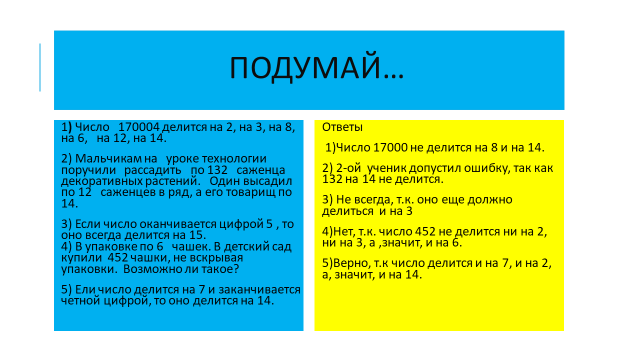 ПОДУМАЙ…
1) Число 170004 делится на 2, на 3, на 8,
на 6, на 12, на 14.
2) Мальчикам на уроке технологии
поручили рассадить по 132 саженца
декоративных растений. Один высадил
по 12 саженцев в ряд, а его товарищ по
14.
3) Если число оканчивается цифрой 5 , то
оно всегда делится на 15.
4) В упаковке по 6 чашек. В детский сад
купили 452 чашки, не вскрывая
упаковки. Возможно ли такое?
5) Ели число делится на 7 и заканчивается
четной цифрой, то оно делится на 14.
Ответы
1)Число 17000 не делится на 8 и на 14.
2) 2-ой ученик допустил ошибку, так как
132 на 14 не делится.
3) Не всегда, т.к. оно еще должно
делиться и на 3
4)Нет, т.к. число 452 не делится ни на 2,
ни на 3, а ,значит, и на 6.
5)Верно, т.к число делится и на 7, и на 2,
а, значит, и на 14.